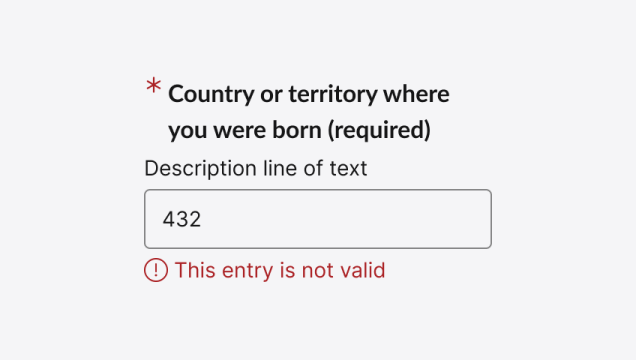 * Country or territory where
you were born (required)
Description line of text
432
This entry is not valid